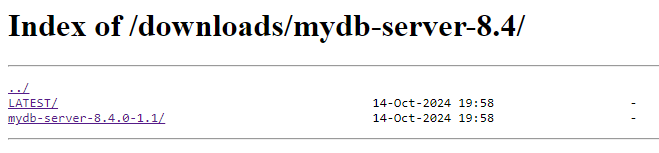 Index of /downloads/mydb-server-8.4/
../
LATEST/ 14-Oct-2024 19:58 -
mydb-server-8.4.0-1.1/ 14-Oct-2024 19:58 -